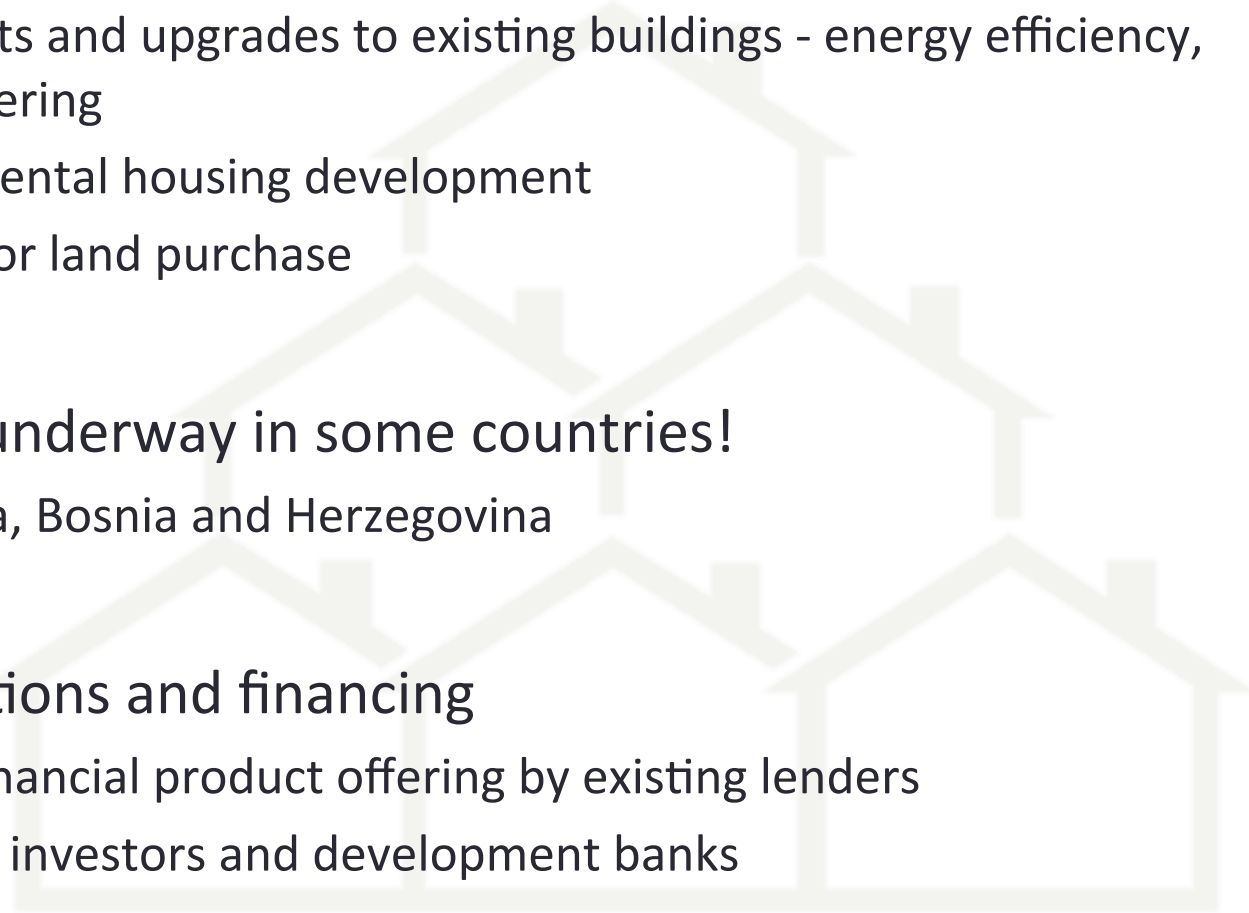 ts and upgrades to existing buildings - energy efficiency,
ering
ental housing development
or land purchase
underway in some countries!
a, Bosnia and Herzegovina
tions and financing
nancial product offering by existing lenders
investors and development banks